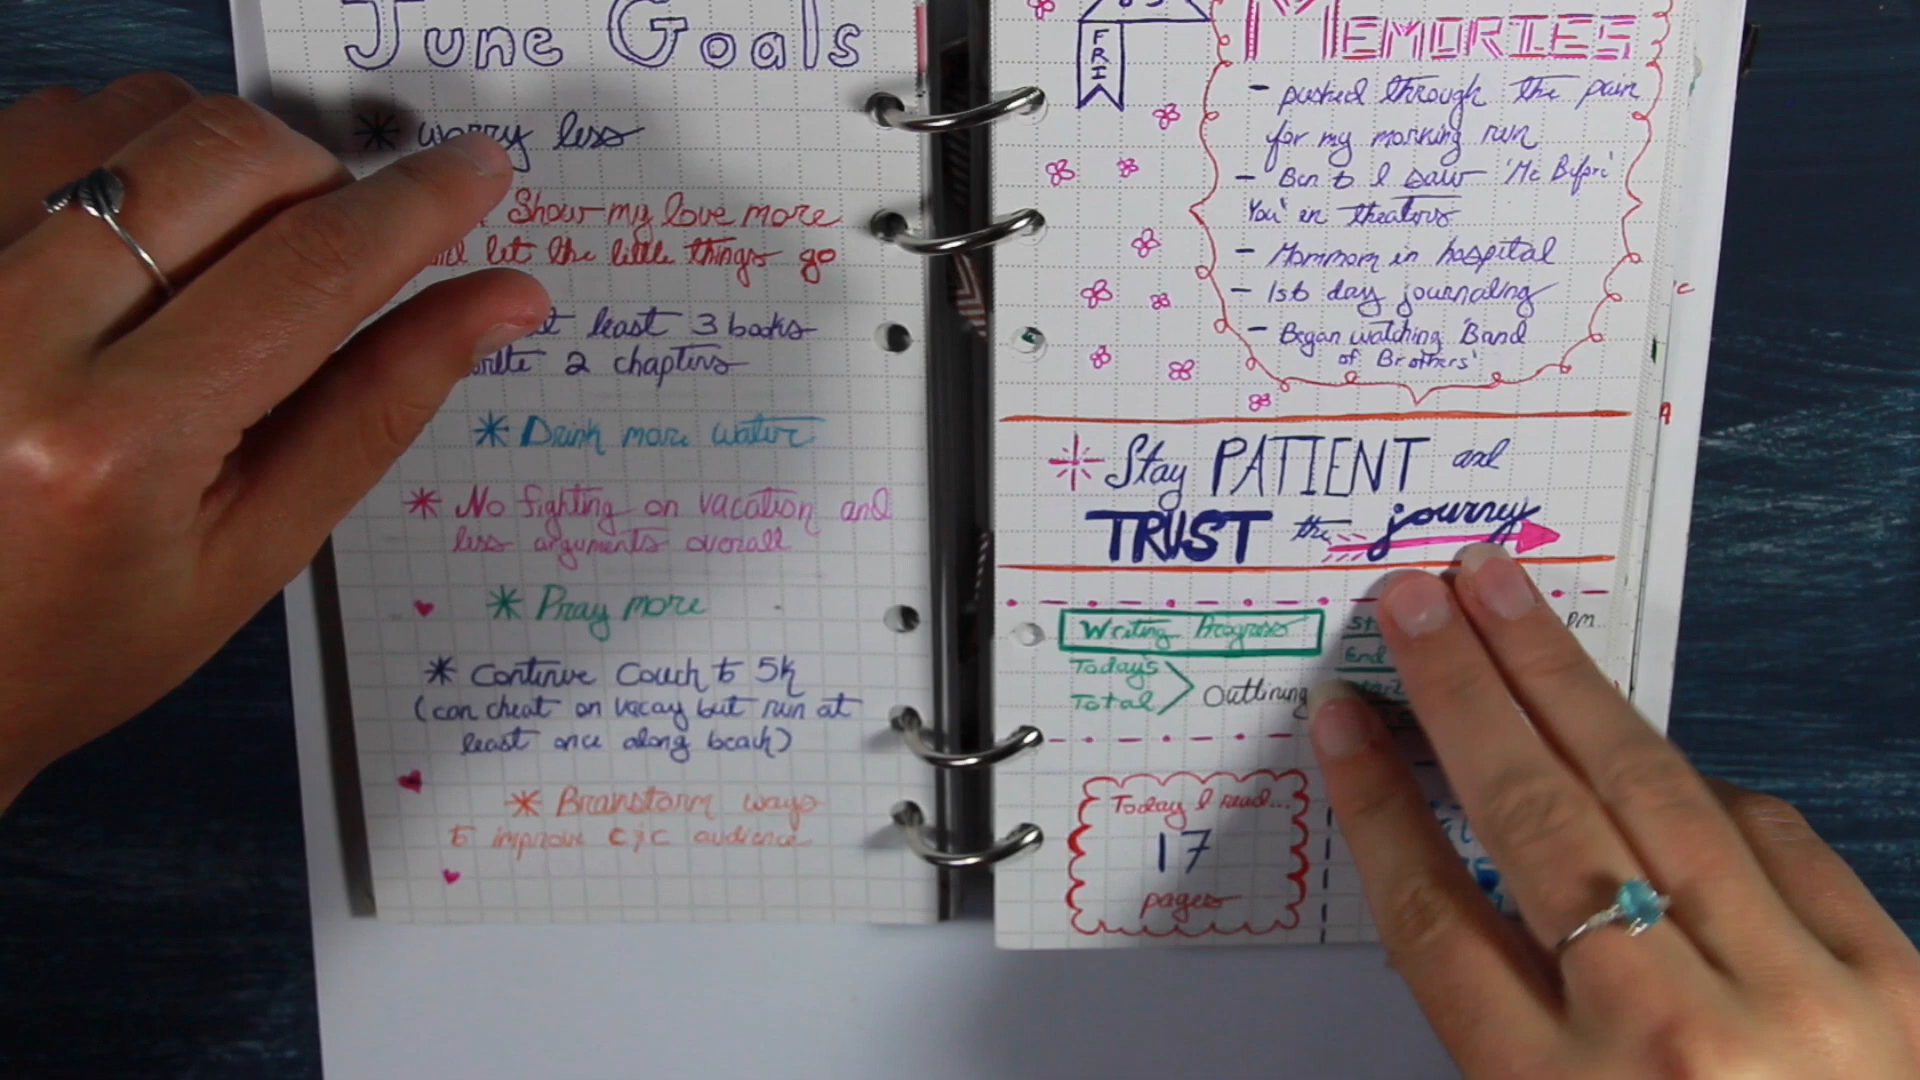 June Goals
* worry less
Show my love more
let the little things go
least 3 books
2 chapters
* Drink more water
* No fighting on vacation and
less arguments overall
* Pray more
* Continue Couch to 5k
(can cheat on vacay but run at
least once along beach)
* Brainstorm ways
to improve CJC audience
FRI
MEMORIES
- pushed through the pain
for my morning run
- Ben & I saw 'Me Before
You' in theaters
- Mommom in hospital
- 1st day journaling
- Began watching 'Band
of Brothers'
* Stay PATIENT and
TRUST the journey
Writing Progress
Today's
Total
Outlining
End
pm
Today I read...
17
pages